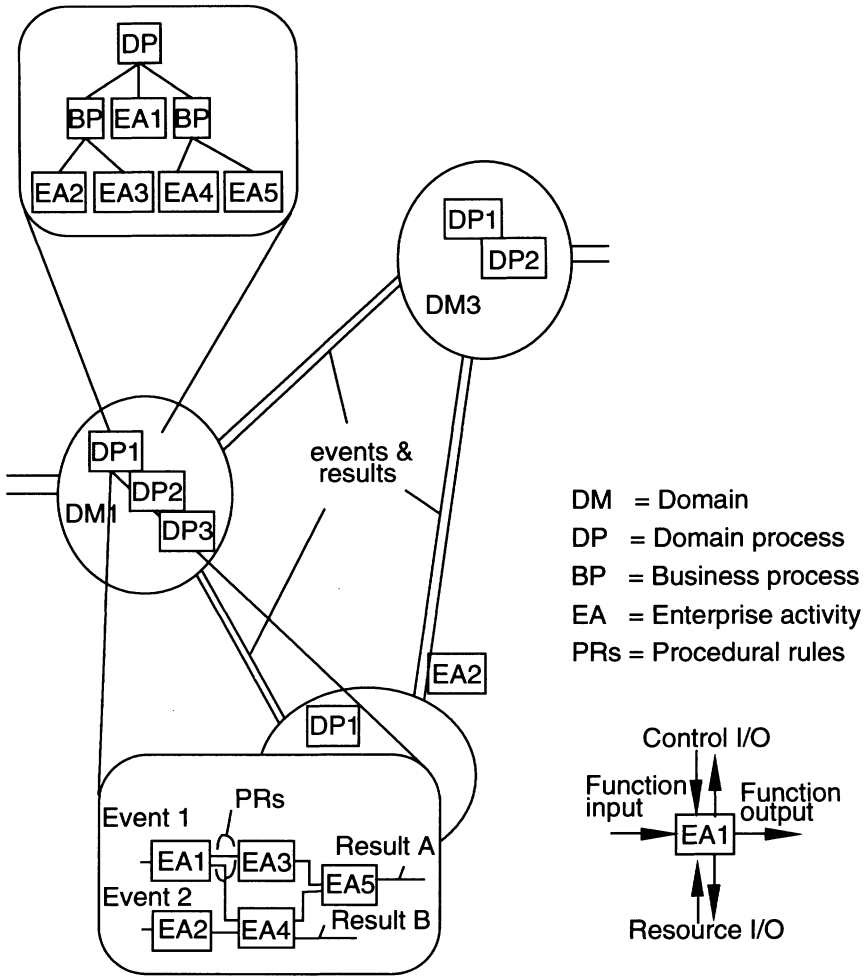 DP
BP EA1 BP
EA2 EA3 EA4 EA5
DP1
DP2
DM3
DP1
DP2
DM1
DP3
events &
results
DM = Domain
DP = Domain process
BP = Business process
EA = Enterprise activity
PRs = Procedural rules
EA2
DP1
PRs
Event 1
EA1 EA3
Result A
EA5
Event 2
Result B
EA2 EA4
Control I/O
Function
input
Function
output
EA1
Resource I/O